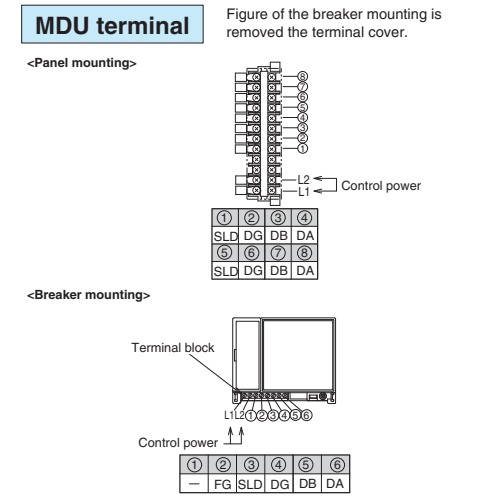 MDU terminal
Figure of the breaker mounting is
removed the terminal cover.
<Panel mounting>
⑧
⑦
⑥
⑤
④
③
②
①
L2
L1
Control power
① ② ③ ④
SLD DG DB DA
⑤ ⑥ ⑦ ⑧
SLD DG DB DA
<Breaker mounting>
Terminal block
L1L2①②③④⑤⑥
Control power
① ② ③ ④ ⑤ ⑥
— FG SLD DG DB DA